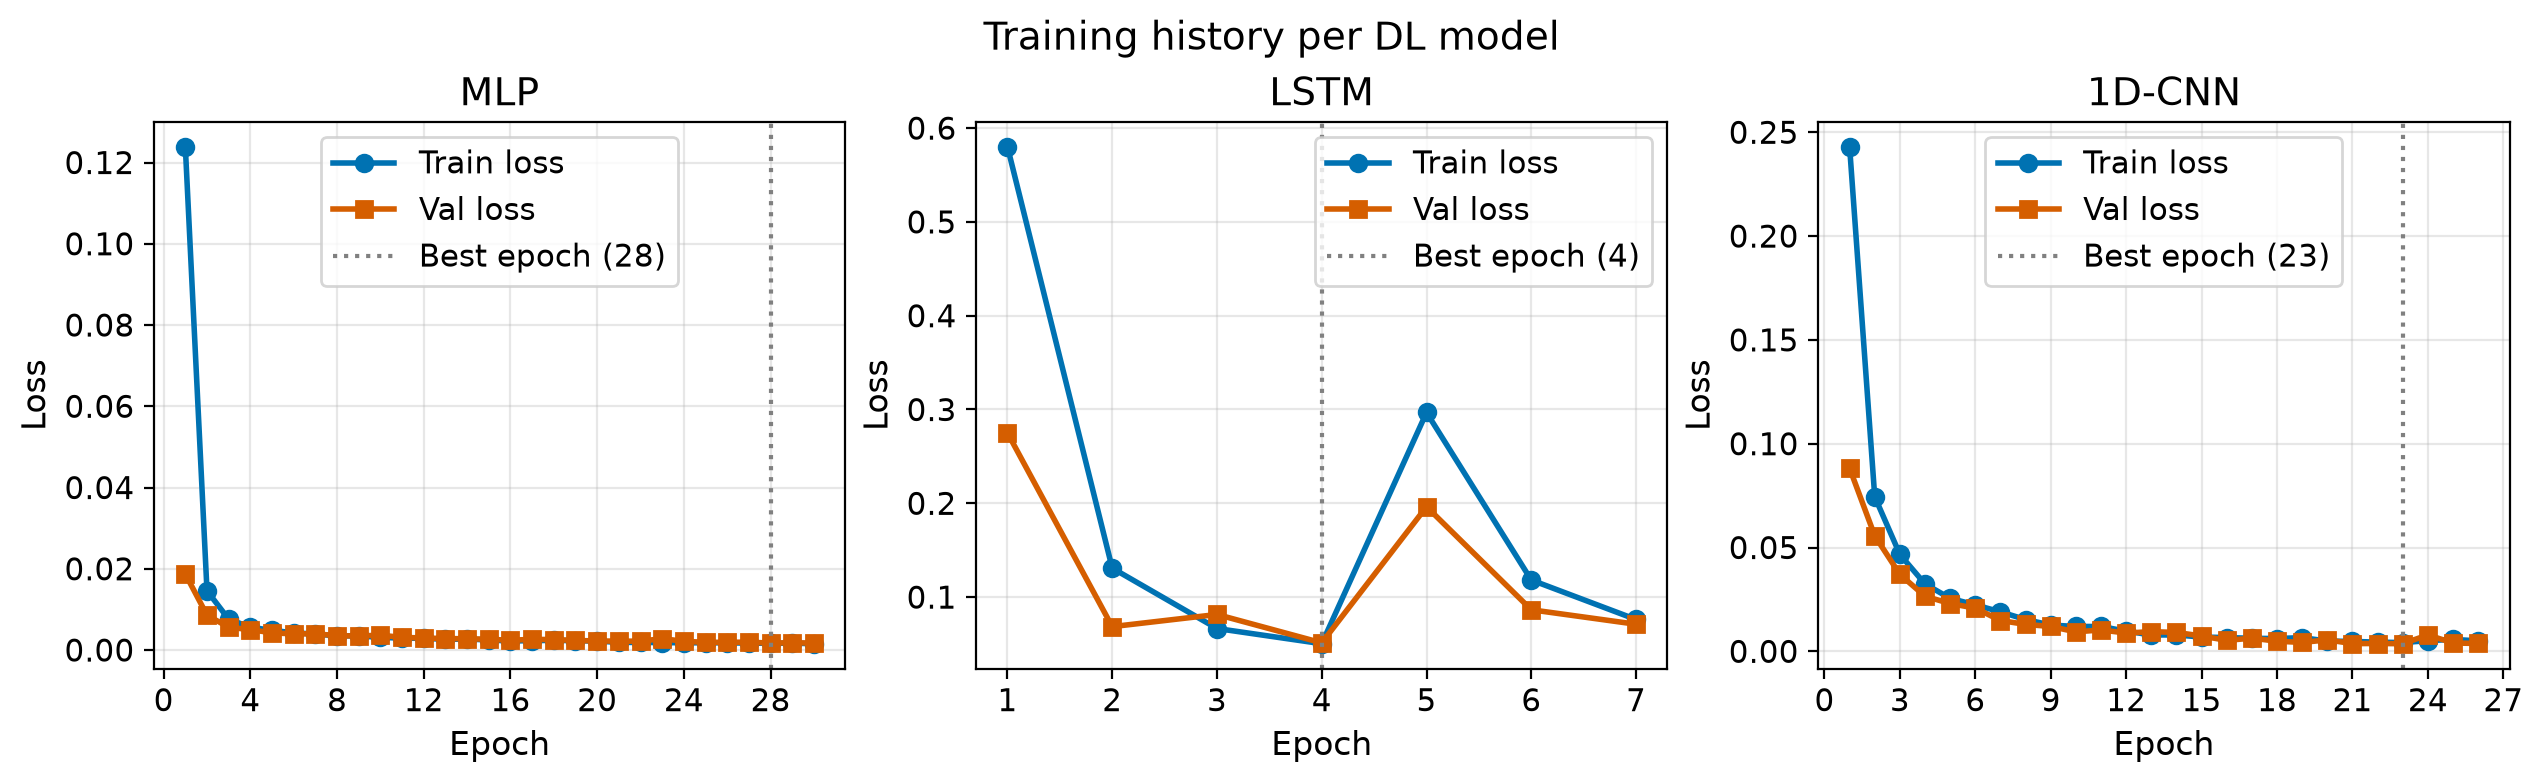 Training history per DL model
MLP
0.12
0.10
0.08
0.06
0.04
0.02
0.00
Loss
Train loss
Val loss
Best epoch (28)
0 4 8 12 16 20 24 28
Epoch
LSTM
0.6
0.5
0.4
0.3
0.2
0.1
Loss
Train loss
Val loss
Best epoch (4)
1 2 3 4 5 6 7
Epoch
1D-CNN
0.25
0.20
0.15
0.10
0.05
0.00
Loss
Train loss
Val loss
Best epoch (23)
0 3 6 9 12 15 18 21 24 27
Epoch